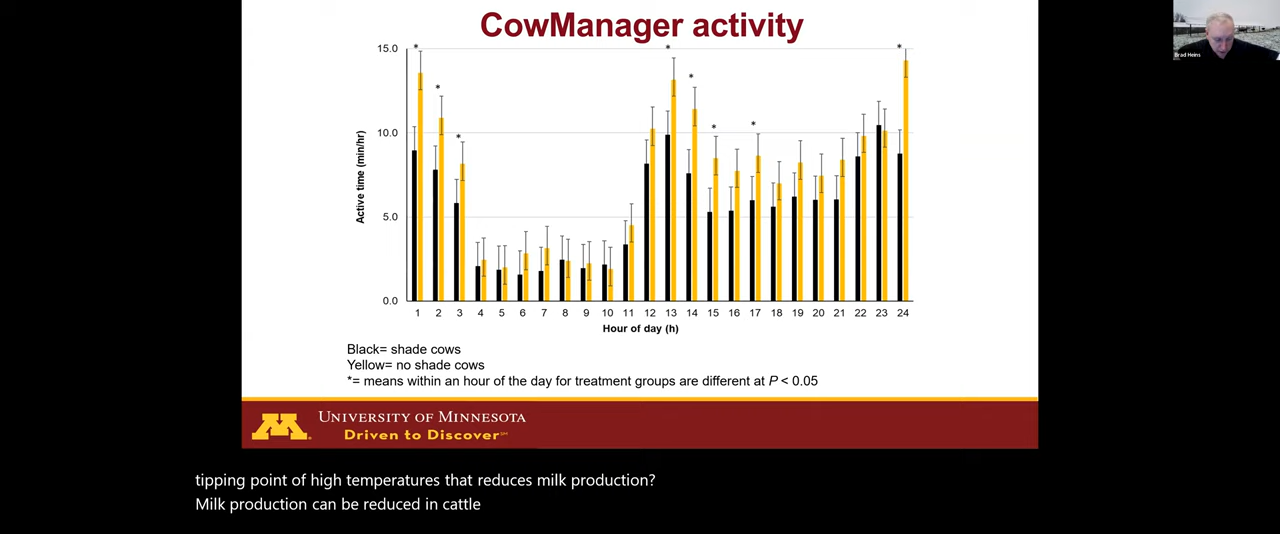 CowManager activity
Brad Heins
15.0
10.0
5.0
0.0
Active time (min/hr)
* * * * * * * *
1 2 3 4 5 6 7 8 9 10 11 12 13 14 15 16 17 18 19 20 21 22 23 24
Hour of day (h)
Black= shade cows
Yellow= no shade cows
*= means within an hour of the day for treatment groups are different at P < 0.05
M
UNIVERSITY OF MINNESOTA
Driven to Discover℠
tipping point of high temperatures that reduces milk production?
Milk production can be reduced in cattle